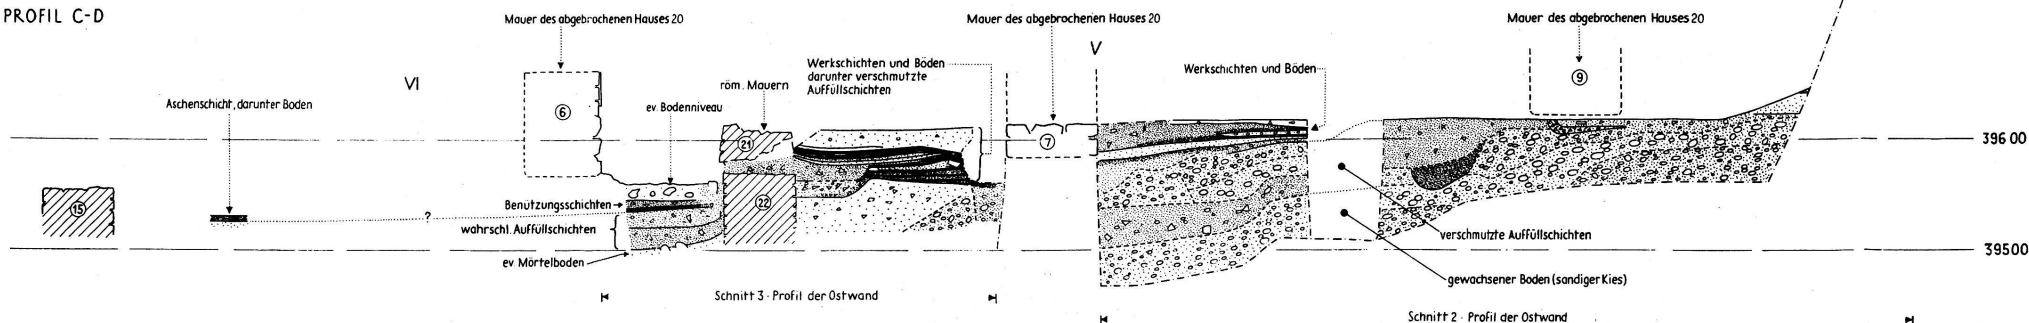 PROFIL C-D
Mauer des abgebrochenen Hauses 20
Mauer des abgebrochenen Hauses 20
Mauer des abgebrochenen Hauses 20
V
VI
Werkschichten und Böden
darunter verschmutzte
Auffüllschichten
Werkschichten und Böden
Aschenschicht, darunter Boden
röm. Mauern
ev. Bodenniveau
6
7
9
21
39600
15
22
Benützungsschichten
?
wahrschl. Auffüllschichten
verschmutzte Auffüllschichten
39500
ev. Mörtelboden
gewachsener Boden (sandiger Kies)
Schnitt 3 · Profil der Ostwand
Schnitt 2 · Profil der Ostwand